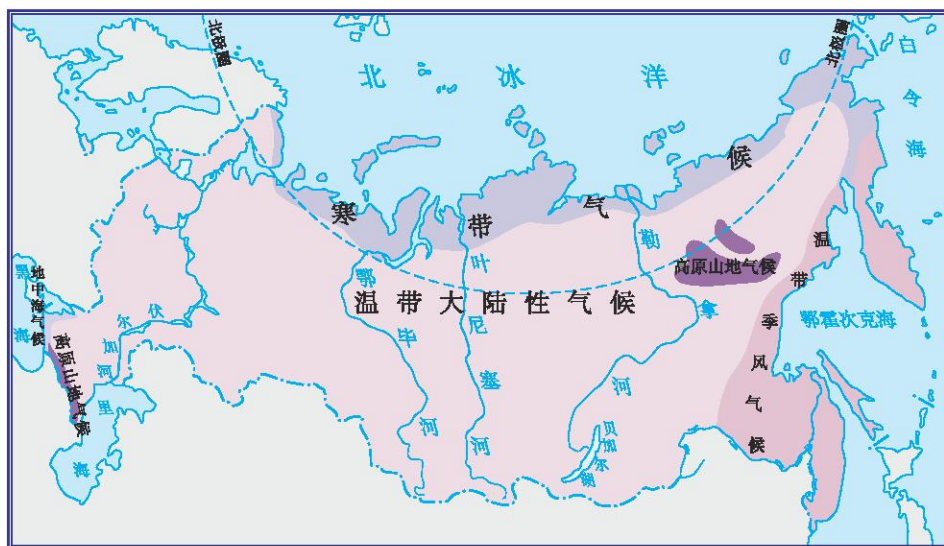 北极圈
北极圈
北冰洋
白令海
寒带气候
温带大陆性气候
高原山地气候
温带季风气候
地中海气候
高原山地气候
黑海
里海
伏尔加河
鄂毕河
叶尼塞河
勒拿河
贝加尔湖
鄂霍次克海